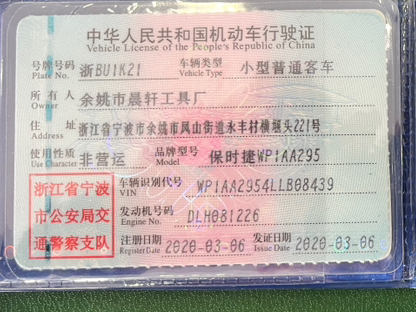 中华人民共和国机动车行驶证
Vehicle License of the People's Republic of China
号牌号码 浙BU1K21 车辆类型 小型普通客车
Plate No. Vehicle Type
所有人 余姚市晨轩工具厂
Owner
住址 浙江省宁波市余姚市凤山街道永丰村横堰头221号
Address
使用性质 非营运 品牌型号 保时捷WP1AA295
Use Character Model
浙江省宁波
市公安局交
通警察支队
车辆识别代号 WP1AA2954LLB08439
VIN
发动机号码 DLH081226
Engine No.
注册日期 2020-03-06 发证日期 2020-03-06
Register Date Issue Date